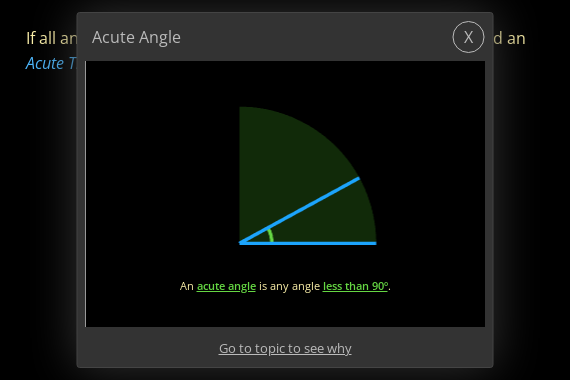 Acute Angle
X
If all an
d an
Acute T
An acute angle is any angle less than 90º.
Go to topic to see why